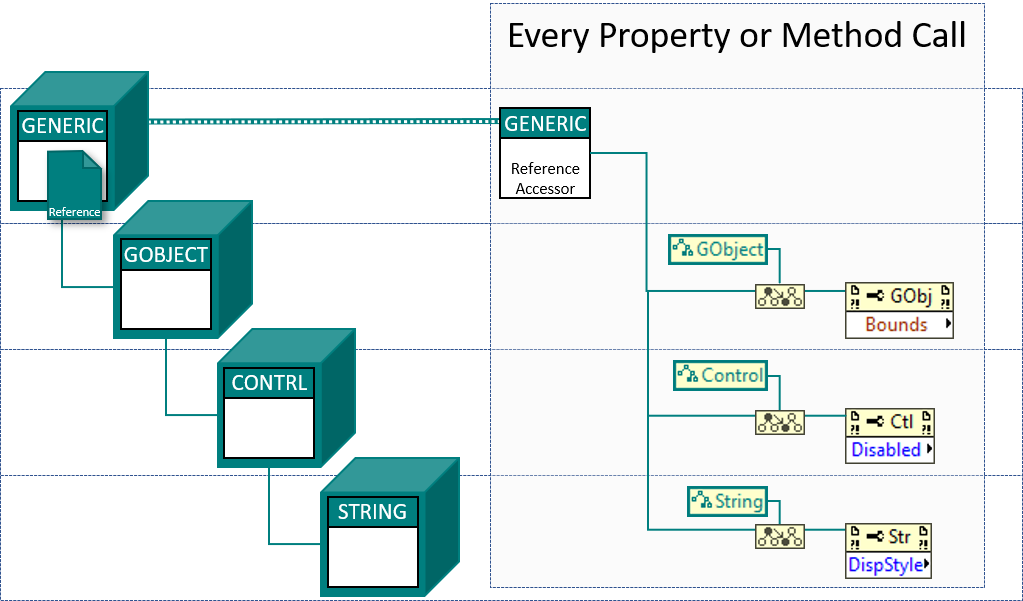 Every Property or Method Call
GENERIC
Reference
GENERIC
Reference
Accessor
GOBJECT
GObject
GObj
Bounds
CONTRL
Control
Ctl
Disabled
STRING
String
Str
DispStyle